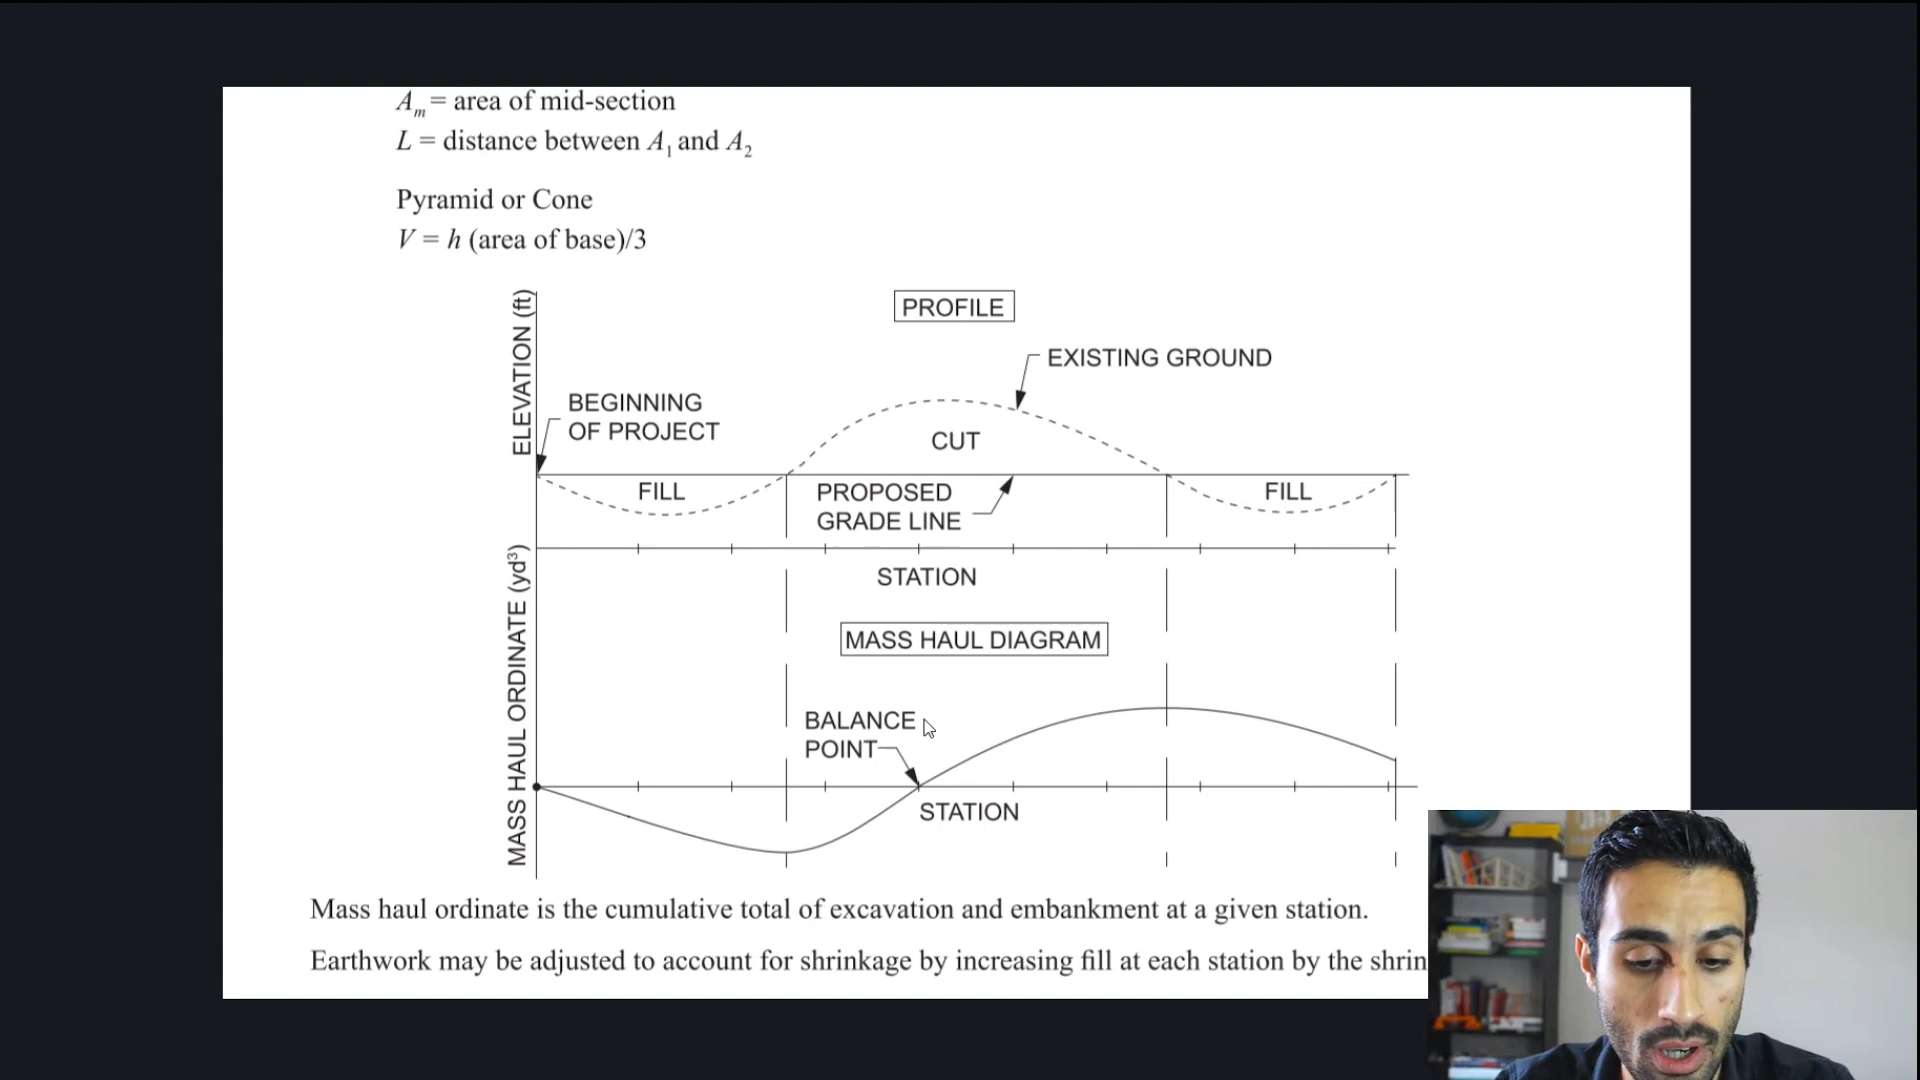 Am = area of mid-section
L = distance between A1 and A2
Pyramid or Cone
V = h (area of base)/3
ELEVATION (ft)
PROFILE
EXISTING GROUND
BEGINNING
OF PROJECT
CUT
FILL
PROPOSED
GRADE LINE
FILL
STATION
MASS HAUL ORDINATE (yd³)
MASS HAUL DIAGRAM
BALANCE
POINT
STATION
Mass haul ordinate is the cumulative total of excavation and embankment at a given station.
Earthwork may be adjusted to account for shrinkage by increasing fill at each station by the shrin